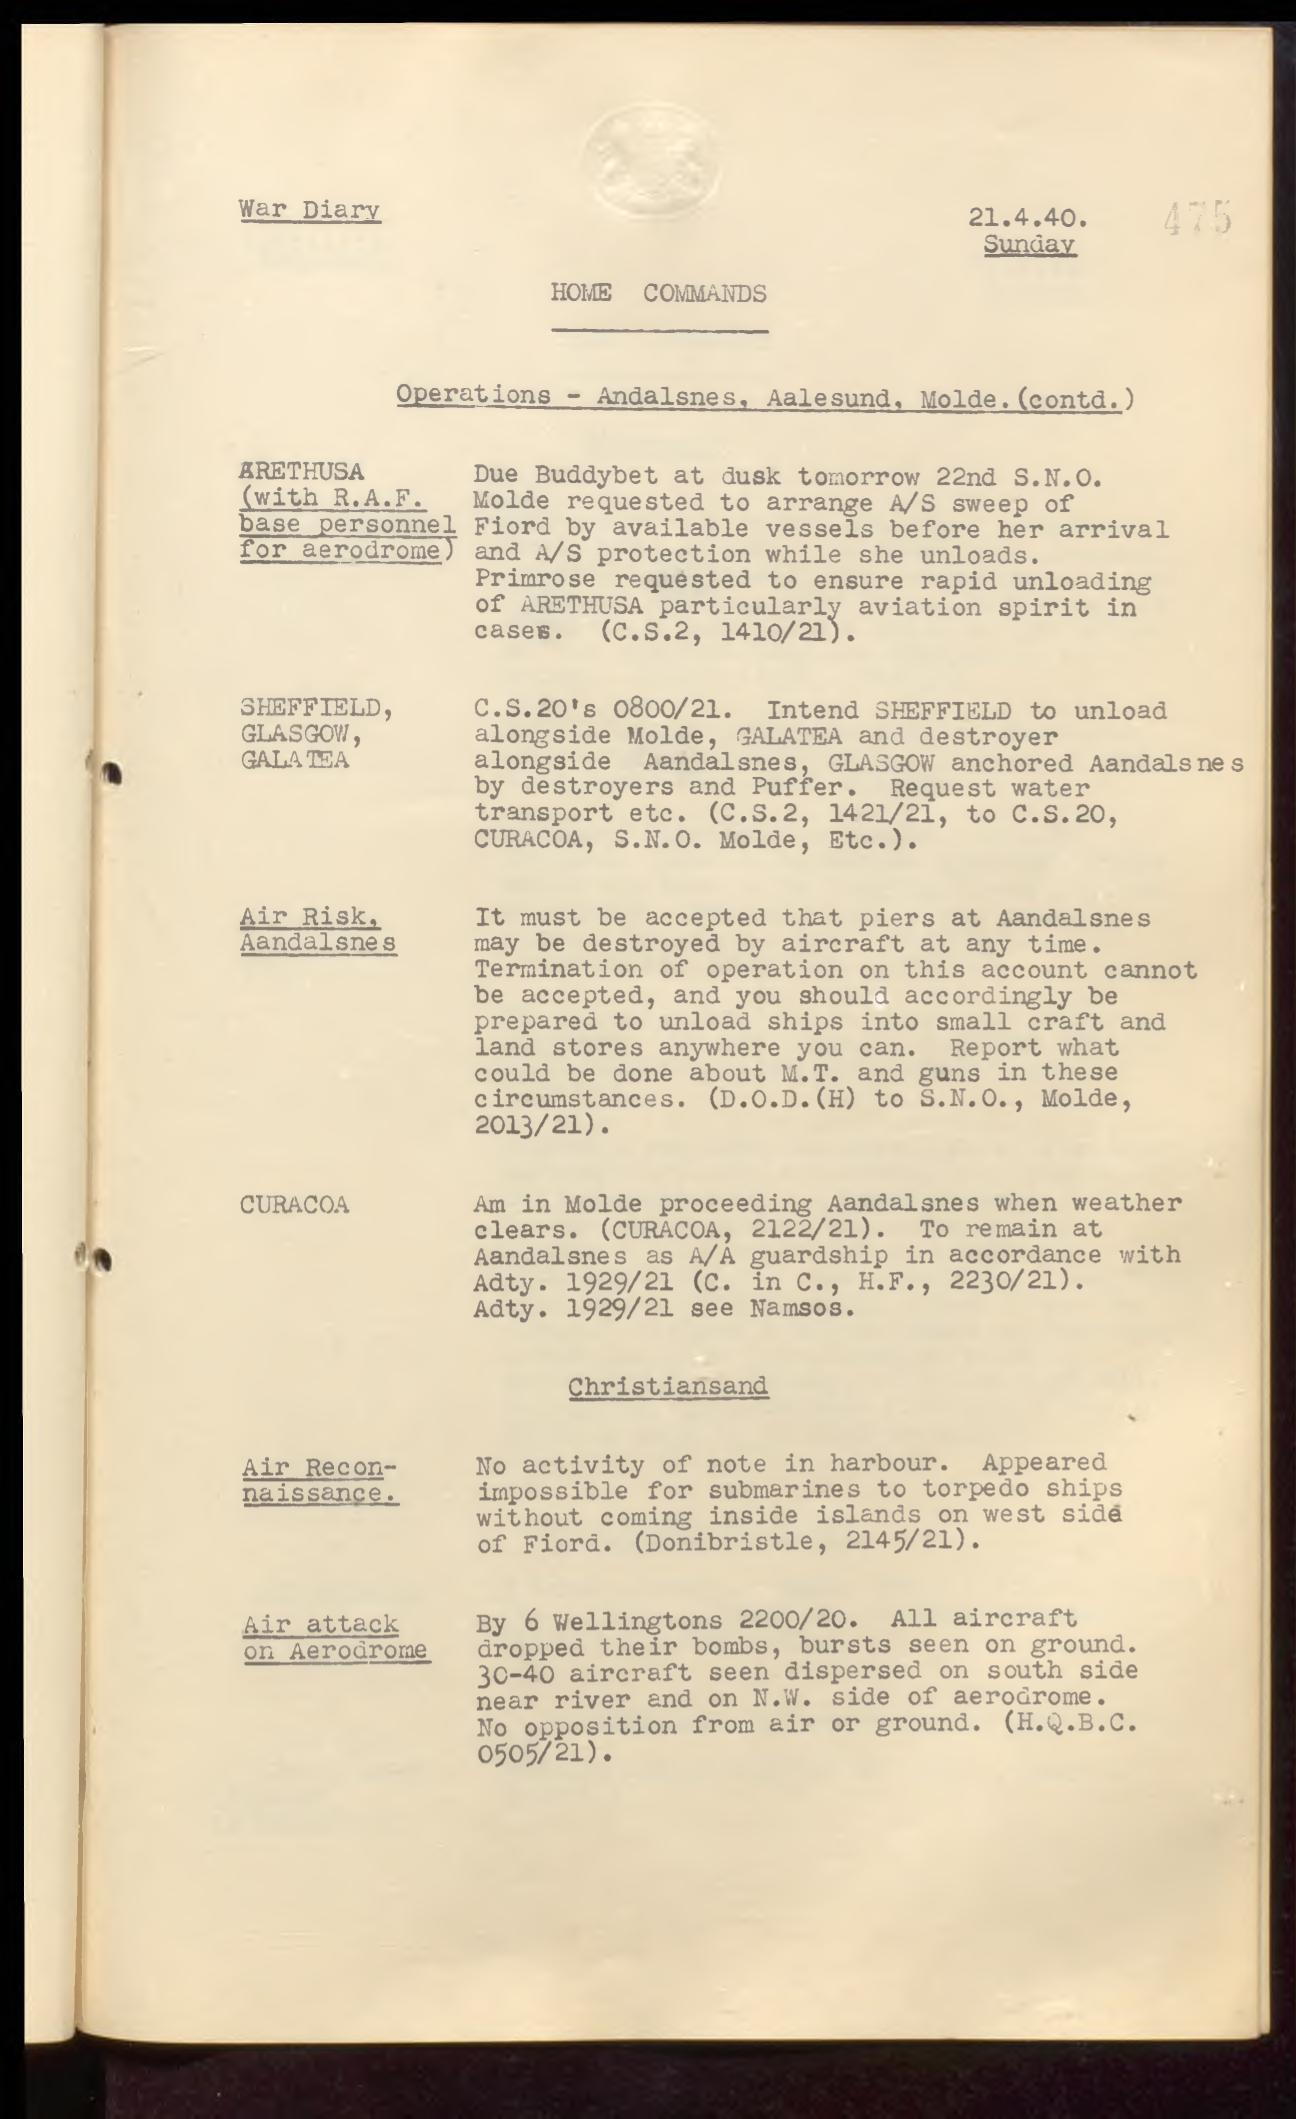 War Diary
21.4.40.
475
Sunday
HOME COMMANDS
Operations - Andalsnes, Aalesund, Molde.(contd.)
ARETHUSA
(with R.A.F.
base personnel
for aerodrome)
Due Buddybet at dusk tomorrow 22nd S.N.O.
Molde requested to arrange A/S sweep of
Fiord by available vessels before her arrival
and A/S protection while she unloads.
Primrose requested to ensure rapid unloading
of ARETHUSA particularly aviation spirit in
cases. (C.S.2, 1410/21).
SHEFFIELD,
GLASGOW,
GALATEA
C.S.20's 0800/21. Intend SHEFFIELD to unload
alongside Molde, GALATEA and destroyer
alongside Aandalsnes, GLASGOW anchored Aandalsnes
by destroyers and Puffer. Request water
transport etc. (C.S.2, 1421/21, to C.S.20,
CURACOA, S.N.O. Molde, Etc.).
Air Risk,
Aandalsnes
It must be accepted that piers at Aandalsnes
may be destroyed by aircraft at any time.
Termination of operation on this account cannot
be accepted, and you should accordingly be
prepared to unload ships into small craft and
land stores anywhere you can. Report what
could be done about M.T. and guns in these
circumstances. (D.O.D.(H) to S.N.O., Molde,
2013/21).
CURACOA
Am in Molde proceeding Aandalsnes when weather
clears. (CURACOA, 2122/21). To remain at
Aandalsnes as A/A guardship in accordance with
Adty. 1929/21 (C. in C., H.F., 2230/21).
Adty. 1929/21 see Namsos.
Christiansand
Air Recon-
naissance.
No activity of note in harbour. Appeared
impossible for submarines to torpedo ships
without coming inside islands on west side
of Fiord. (Donibristle, 2145/21).
Air attack
on Aerodrome
By 6 Wellingtons 2200/20. All aircraft
dropped their bombs, bursts seen on ground.
30-40 aircraft seen dispersed on south side
near river and on N.W. side of aerodrome.
No opposition from air or ground. (H.Q.B.C.
0505/21).